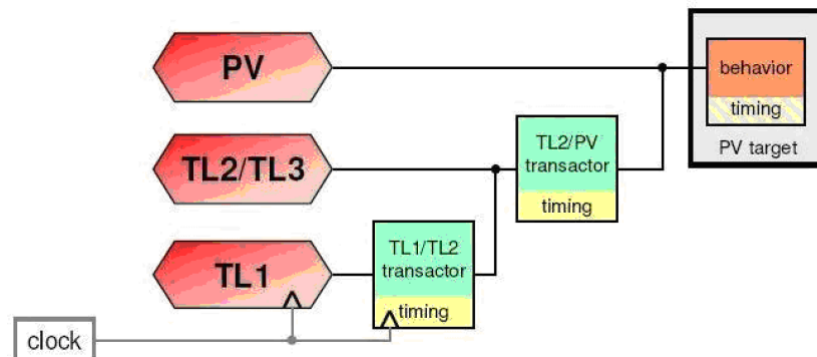 PV
behavior
timing
PV target
TL2/TL3
TL2/PV
transactor
timing
TL1
TL1/TL2
transactor
timing
clock